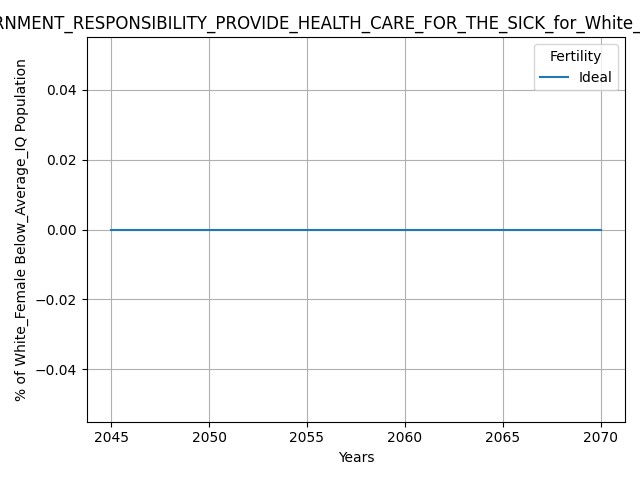 RNMENT_RESPONSIBILITY_PROVIDE_HEALTH_CARE_FOR_THE_SICK_for_White_
Fertility
Ideal
% of White_Female Below_Average_IQ Population
0.04
0.02
0.00
−0.02
−0.04
2045 2050 2055 2060 2065 2070
Years